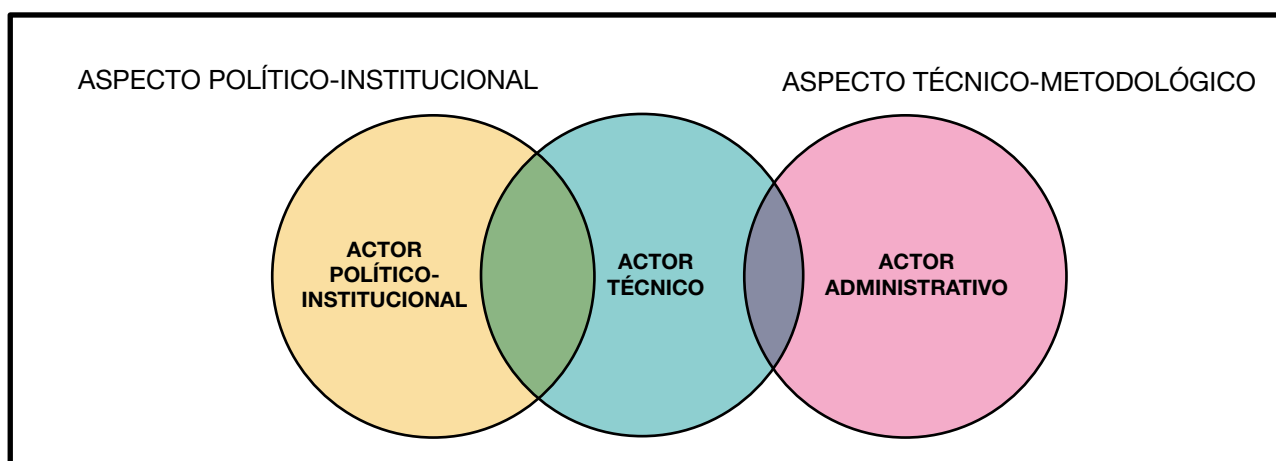 ASPECTO POLÍTICO-INSTITUCIONAL
ASPECTO TÉCNICO-METODOLÓGICO
ACTOR
POLÍTICO-
INSTITUCIONAL
ACTOR
TÉCNICO
ACTOR
ADMINISTRATIVO